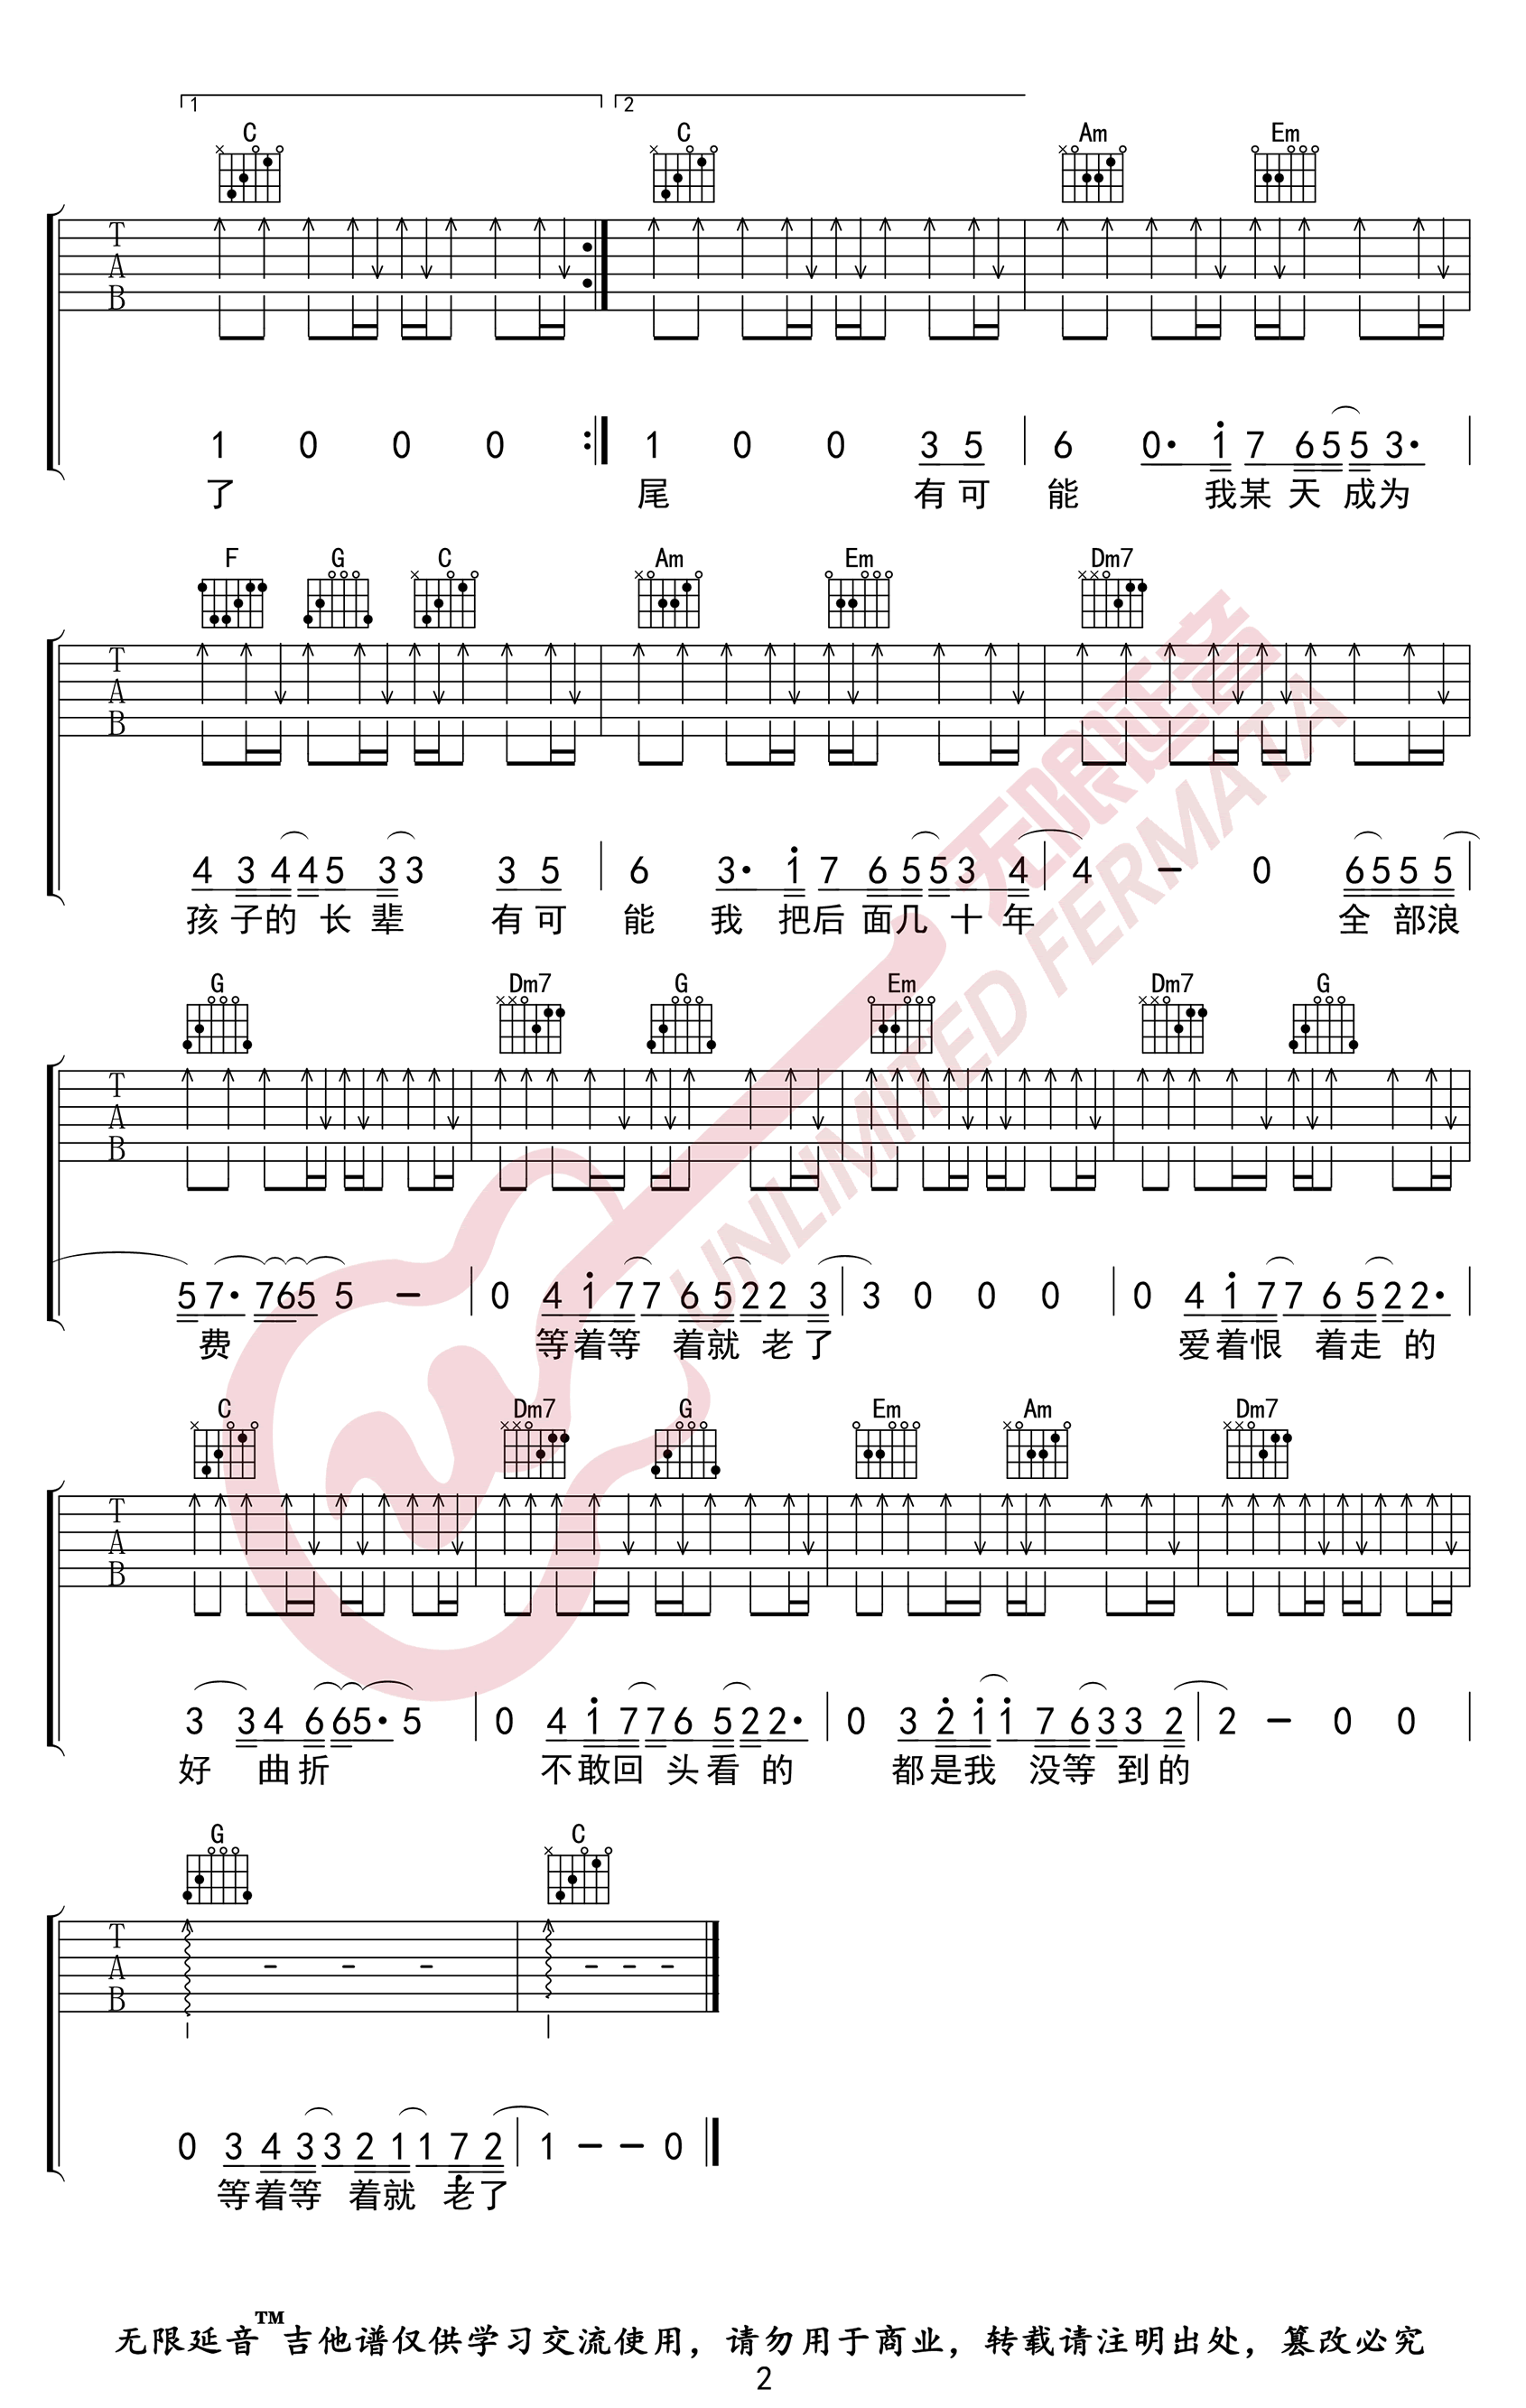 1 2
C C Am Em
T
A
B
1 0 0 0 1 0 0 3 5 6 0· 1 7 6 5 5 3·
了 尾 有 可 能 我 某 天 成 为
F G C Am Em Dm7
T
A
B
4 3 4 4 5 3 3 3 5 6 3· 1 7 6 5 5 3 4 4 – 0 6 5 5 5
孩 子 的 长 辈 有 可 能 我 把 后 面 几 十 年 全 部 浪
G Dm7 G Em Dm7 G
T
A
B
5 7· 7 6 5 5 – 0 4 1 7 7 6 5 2 2 3 3 0 0 0 0 4 1 7 7 6 5 2 2·
费 等 着 等 着 就 老 了 爱 着 恨 着 走 的
C Dm7 G Em Am Dm7
T
A
B
3 3 4 6 6 5· 5 0 4 1 7 7 6 5 2 2· 0 3 2 1 1 7 6 3 3 2 2 – 0 0
好 曲 折 不 敢 回 头 看 的 都 是 我 没 等 到 的
G C
T
A
B
0 3 4 3 3 2 1 1 7 2 1 – – 0
等 着 等 着 就 老 了
无限延音
UNLIMITED FERMATA
无限延音™吉他谱仅供学习交流使用，请勿用于商业，转载请注明出处，篡改必究
2